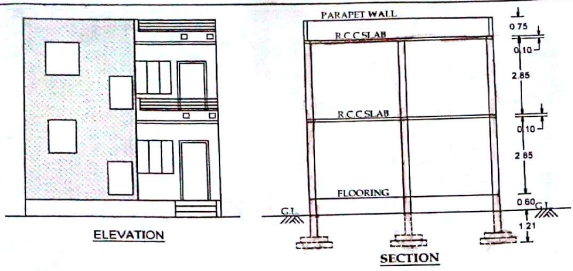 PARAPET WALL
0.75
R.C.C.SLAB
0.10
2.85
R.C.C.SLAB
0.10
2.85
FLOORING
0.60
G.L.
G.L.
1.21
ELEVATION
SECTION